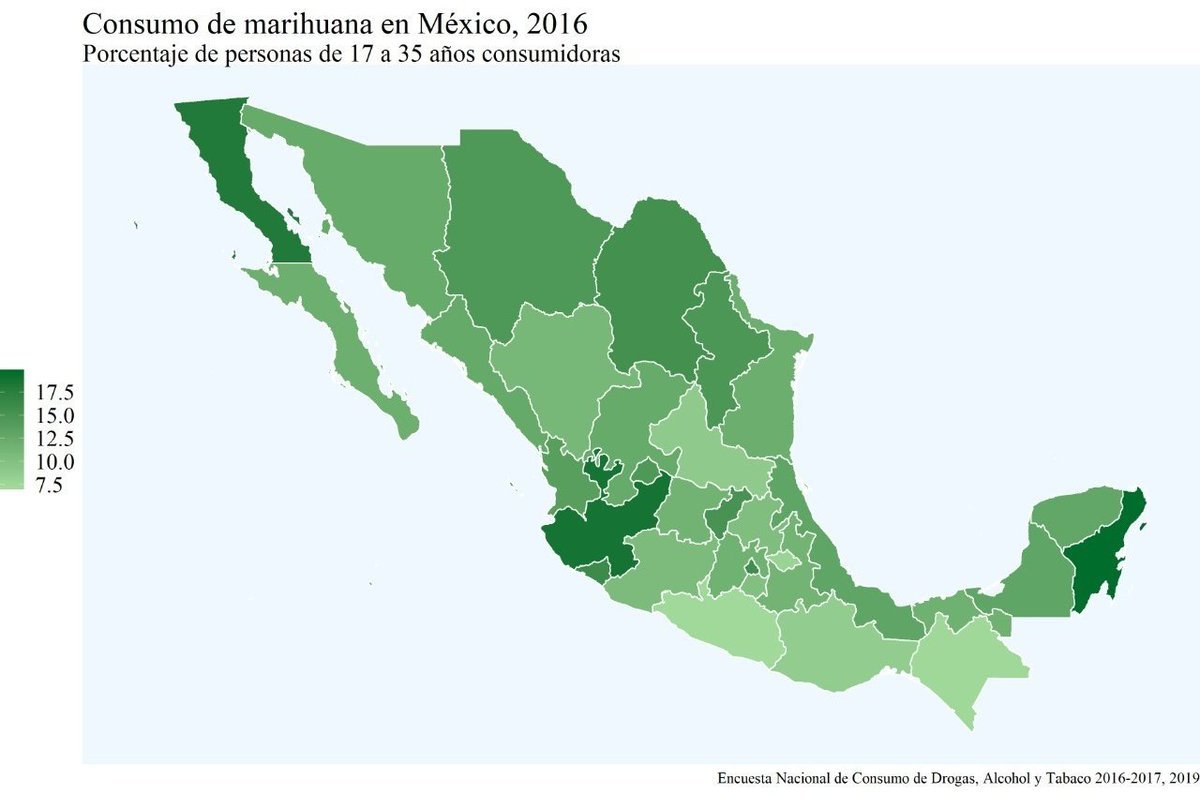 Consumo de marihuana en México, 2016
Porcentaje de personas de 17 a 35 años consumidoras
17.5
15.0
12.5
10.0
7.5
Encuesta Nacional de Consumo de Drogas, Alcohol y Tabaco 2016-2017, 2019